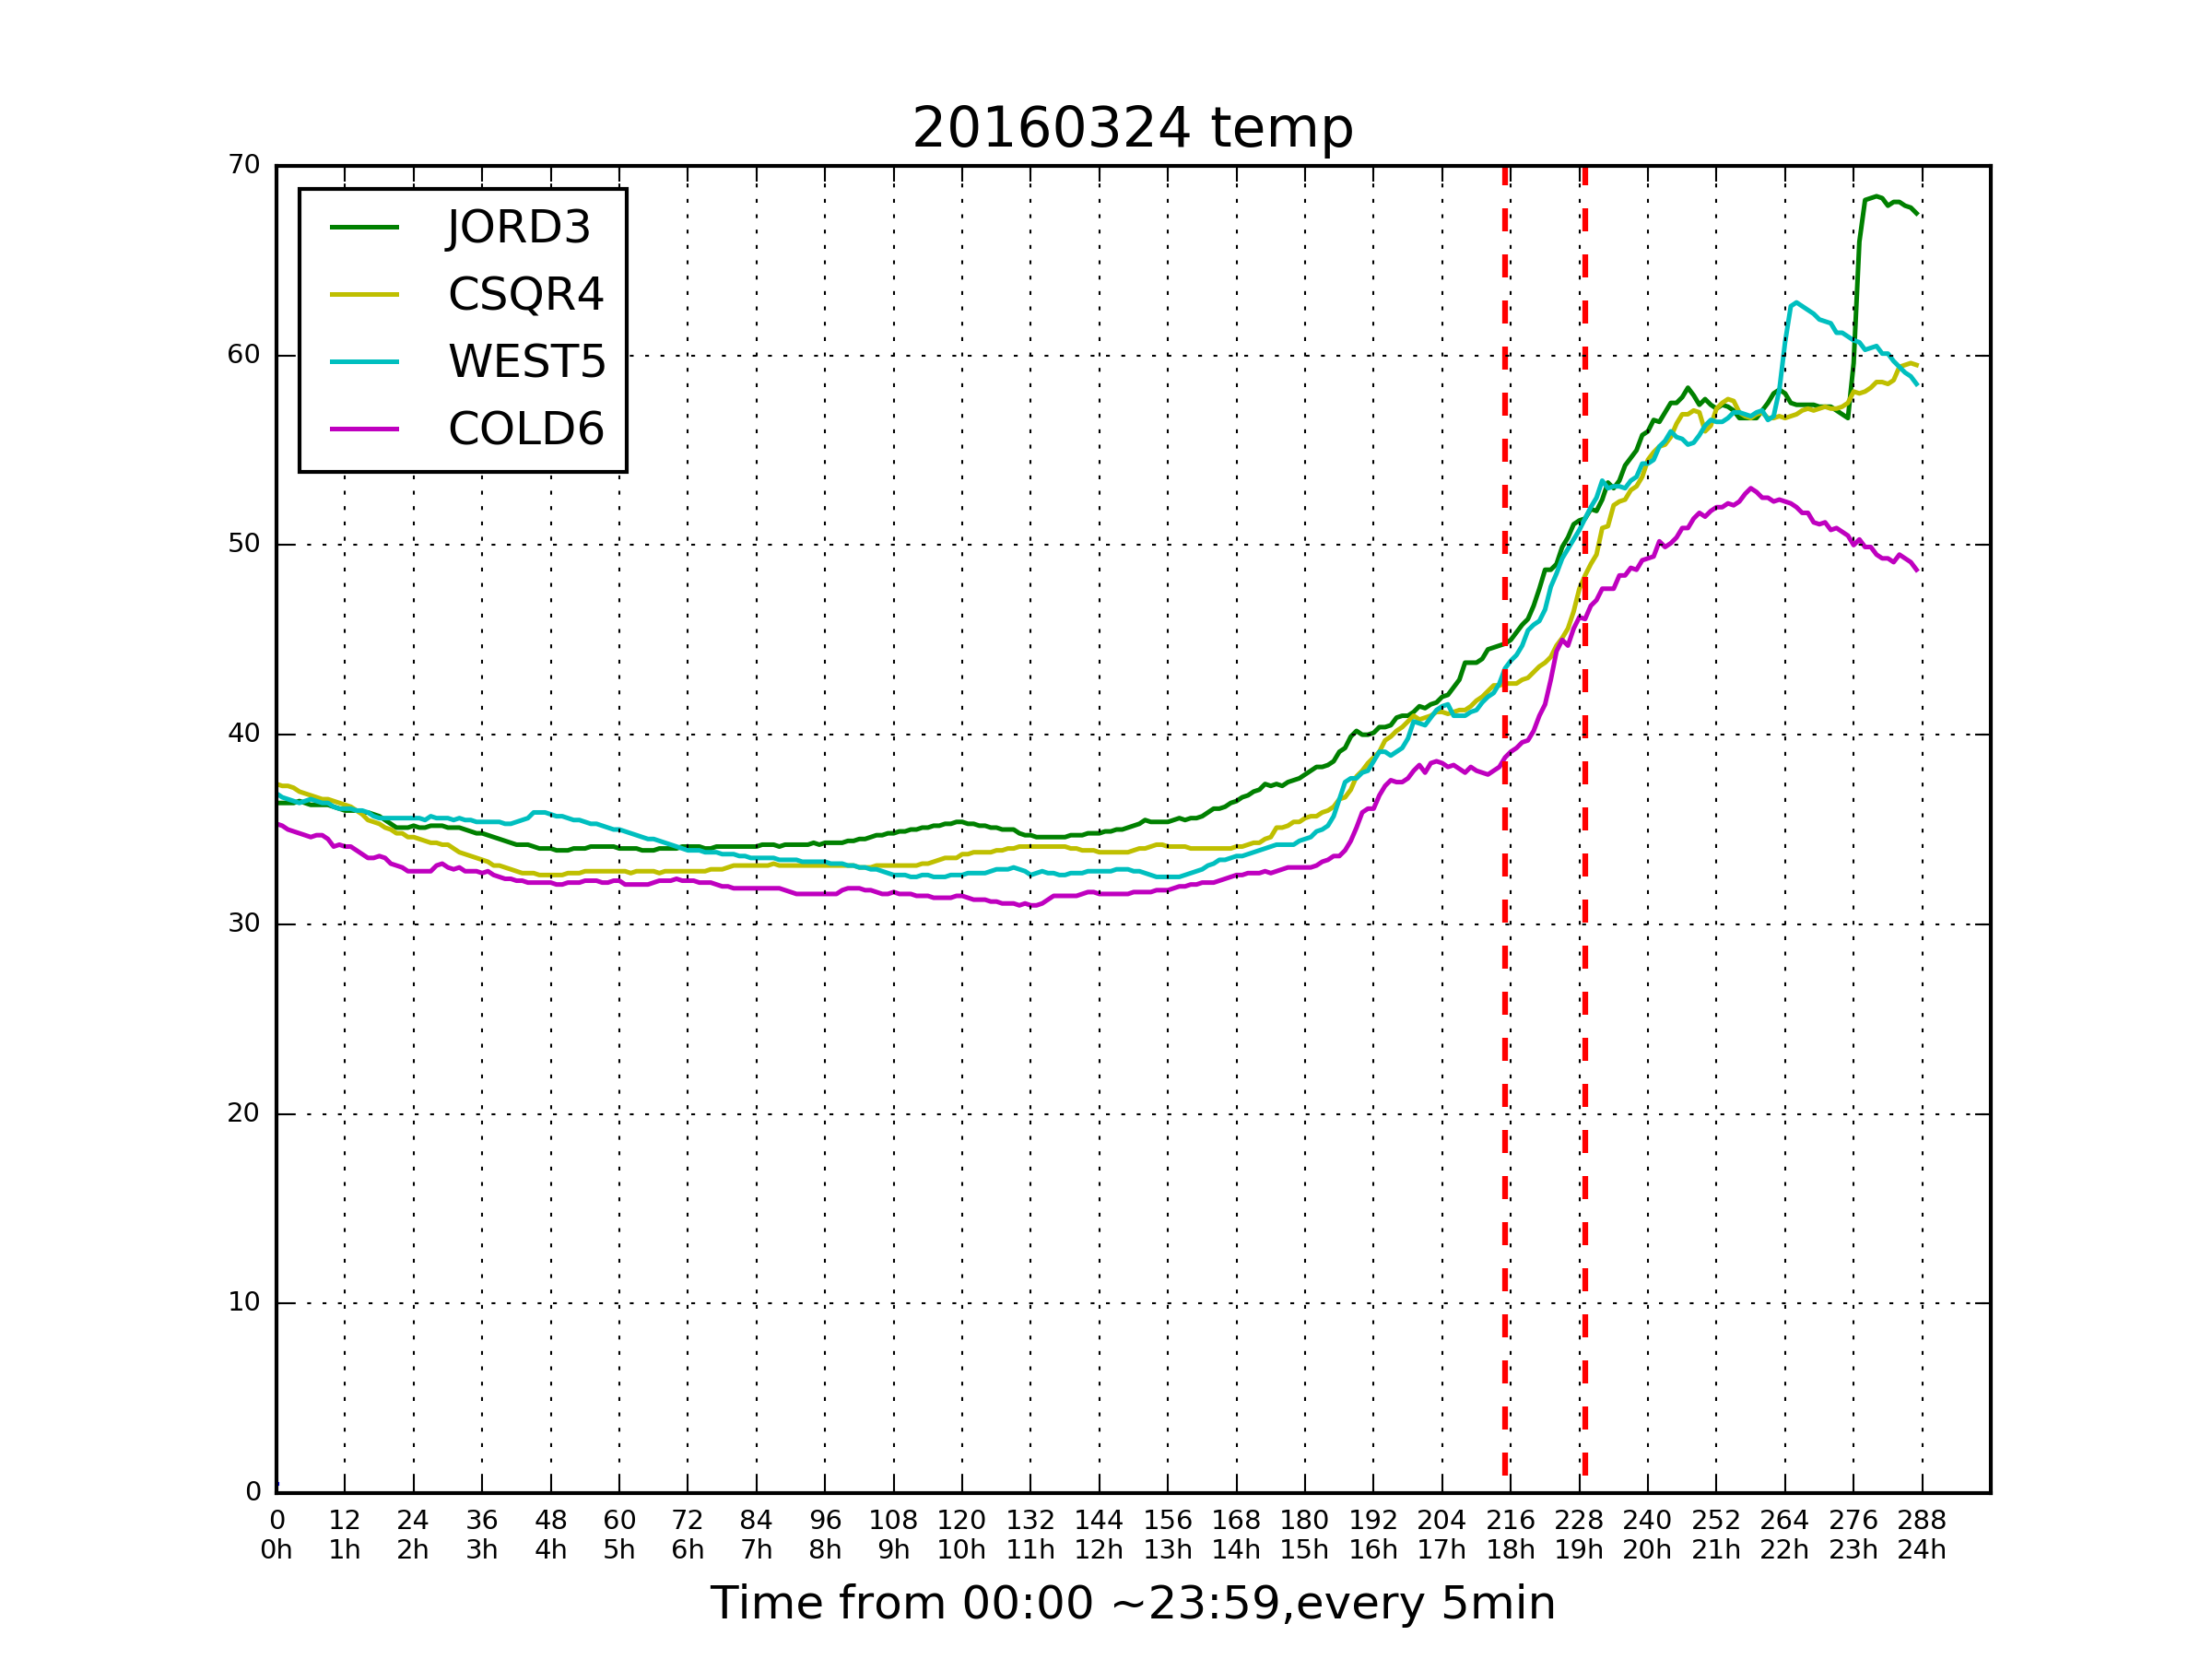 20160324 temp
70
60
50
40
30
20
10
0
JORD3
CSQR4
WEST5
COLD6
0 12 24 36 48 60 72 84 96 108 120 132 144 156 168 180 192 204 216 228 240 252 264 276 288
0h 1h 2h 3h 4h 5h 6h 7h 8h 9h 10h 11h 12h 13h 14h 15h 16h 17h 18h 19h 20h 21h 22h 23h 24h
Time from 00:00 ~23:59,every 5min